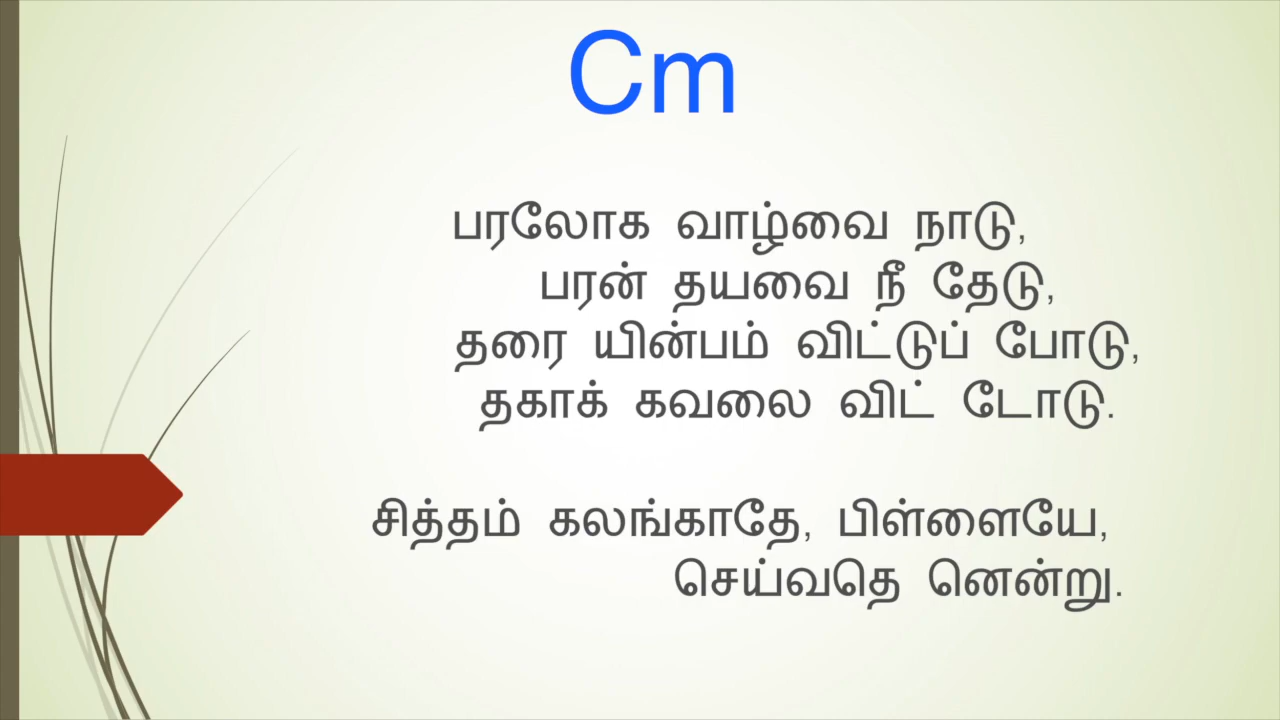 Cm
பரலோக வாழ்வை நாடு,
பரன் தயவை நீ தேடு,
தரை யின்பம் விட்டுப் போடு,
தகாக் கவலை விட் டோடு.
சித்தம் கலங்காதே, பிள்ளையே,
செய்வதெ னென்று.